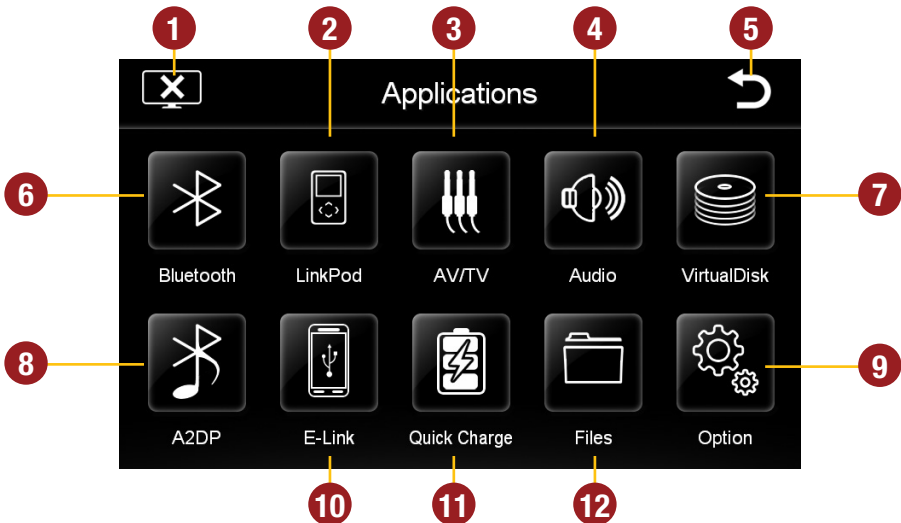 1 2 3 4 5
Applications
6 7
Bluetooth LinkPod AV/TV Audio VirtualDisk
8 9
A2DP E-Link Quick Charge Files Option
10 11 12